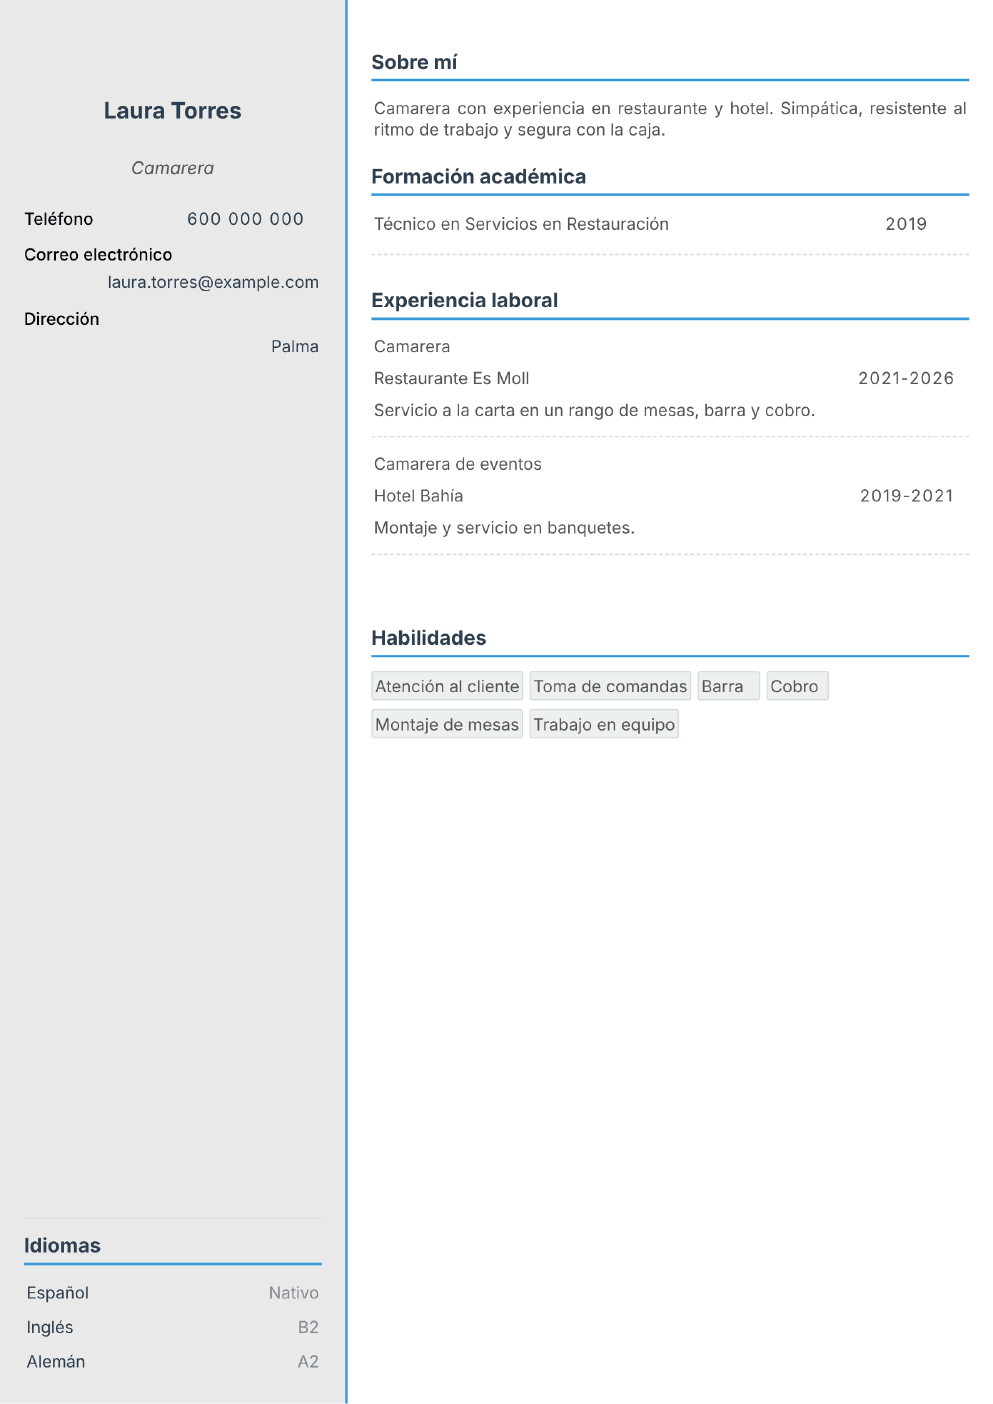 Laura Torres
Camarera
Teléfono 600 000 000
Correo electrónico
laura.torres@example.com
Dirección
Palma
Idiomas
Español Nativo
Inglés B2
Alemán A2
Sobre mí
Camarera con experiencia en restaurante y hotel. Simpática, resistente al
ritmo de trabajo y segura con la caja.
Formación académica
Técnico en Servicios en Restauración 2019
Experiencia laboral
Camarera
Restaurante Es Moll 2021-2026
Servicio a la carta en un rango de mesas, barra y cobro.
Camarera de eventos
Hotel Bahía 2019-2021
Montaje y servicio en banquetes.
Habilidades
Atención al cliente Toma de comandas Barra Cobro
Montaje de mesas Trabajo en equipo